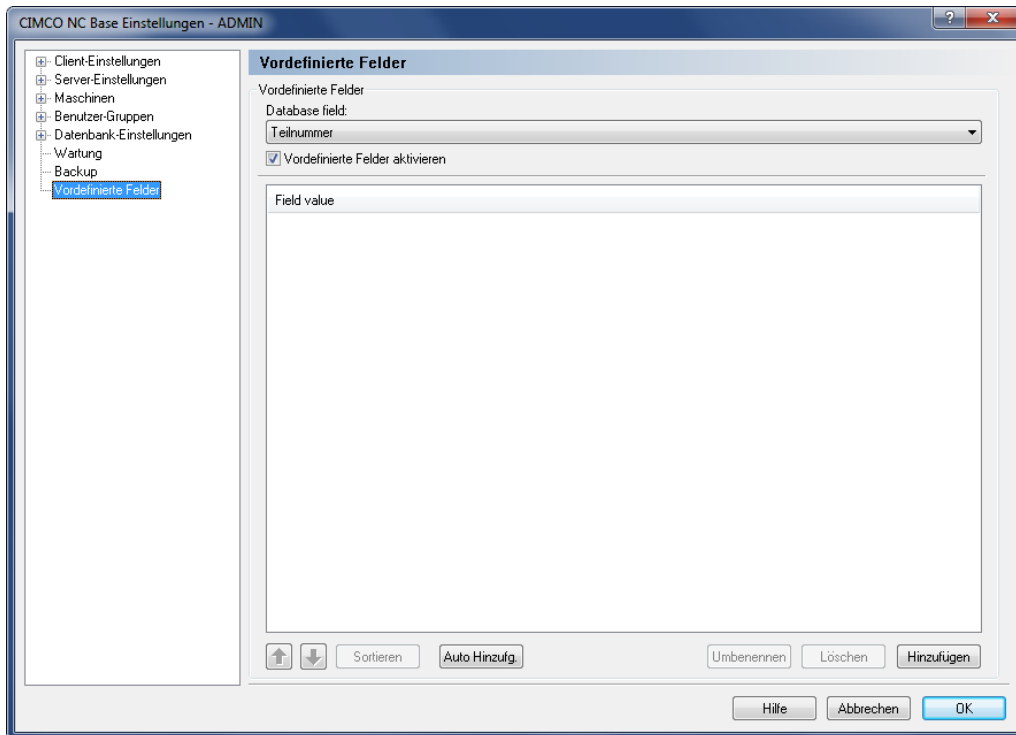 CIMCO NC Base Einstellungen - ADMIN
Client-Einstellungen
Server-Einstellungen
Maschinen
Benutzer-Gruppen
Datenbank-Einstellungen
Wartung
Backup
Vordefinierte Felder
Vordefinierte Felder
Vordefinierte Felder
Database field:
Teilnummer
Vordefinierte Felder aktivieren
Field value
Sortieren
Auto Hinzufg.
Umbenennen
Löschen
Hinzufügen
Hilfe
Abbrechen
OK